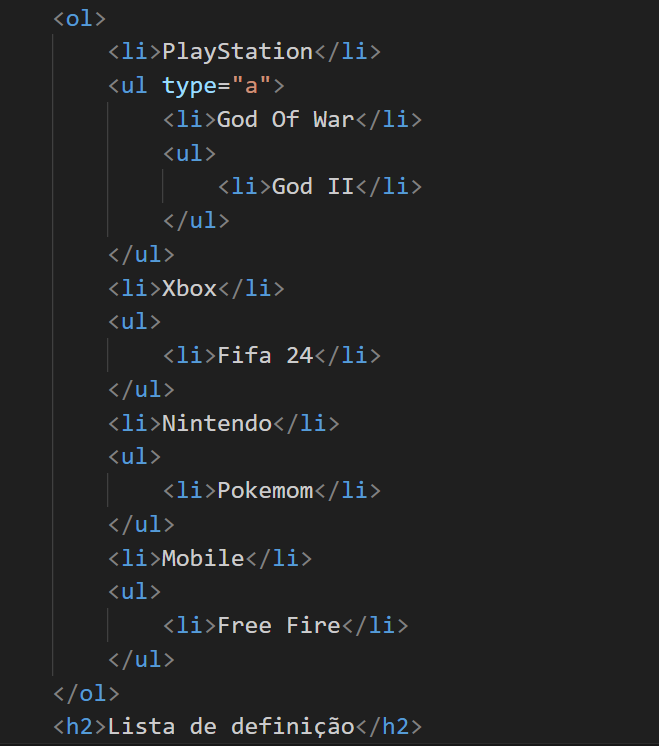 <ol>
<li>PlayStation</li>
<ul type="a">
<li>God Of War</li>
<ul>
<li>God II</li>
</ul>
</ul>
<li>Xbox</li>
<ul>
<li>Fifa 24</li>
</ul>
<li>Nintendo</li>
<ul>
<li>Pokemom</li>
</ul>
<li>Mobile</li>
<ul>
<li>Free Fire</li>
</ul>
</ol>
<h2>Lista de definição</h2>